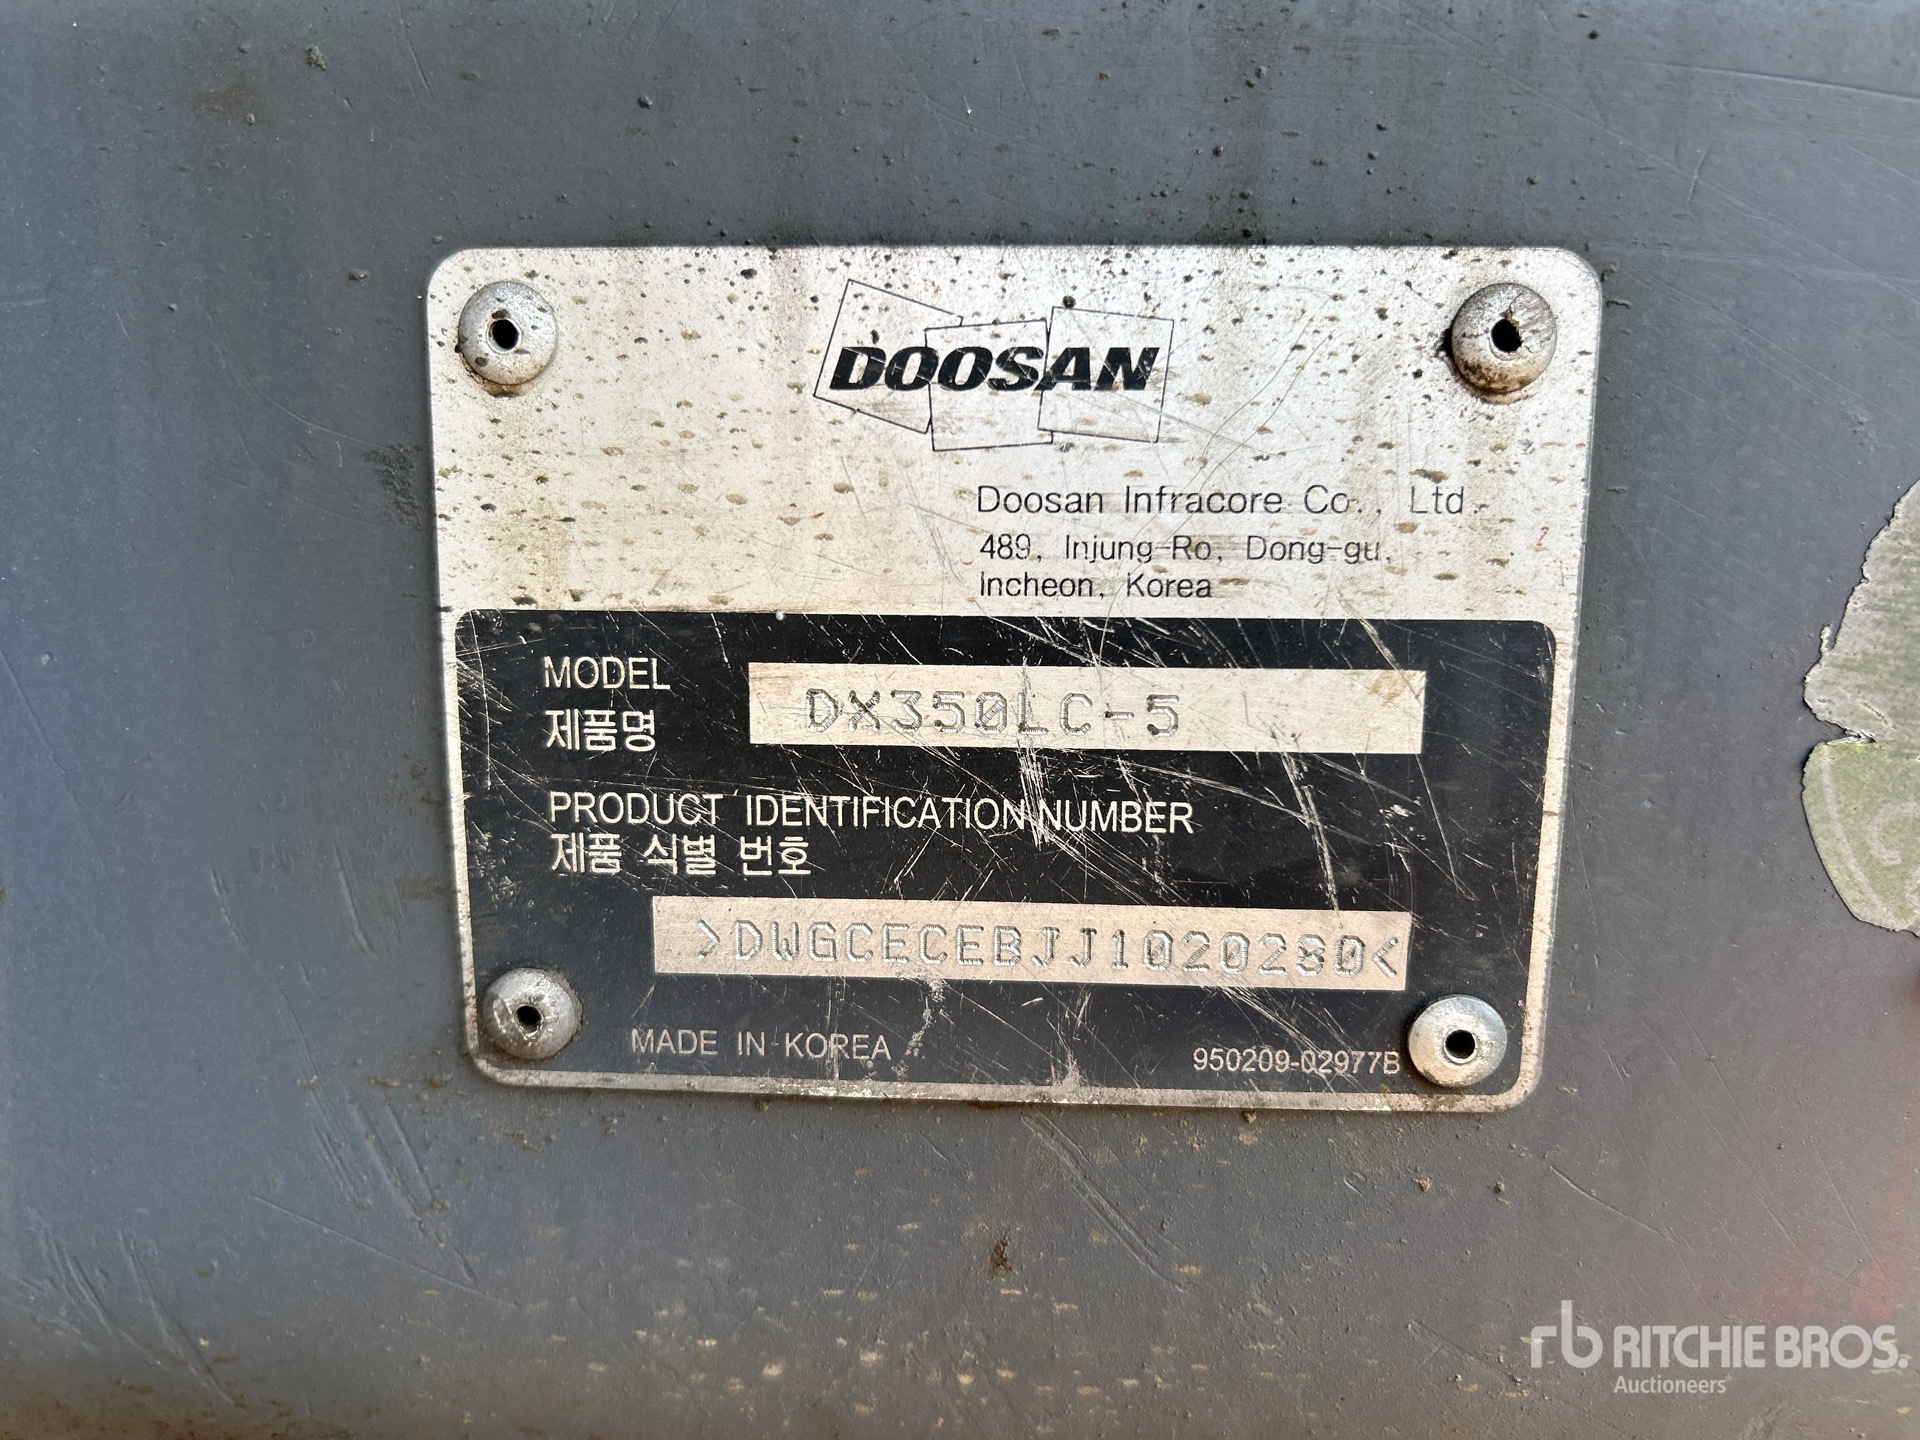 DOOSAN
Doosan Infracore Co., Ltd.
489, Injung-Ro, Dong-gu,
Incheon, Korea
MODEL
제품명
DX350LC-5
PRODUCT IDENTIFICATION NUMBER
제품 식별 번호
>DWGCECEBJJ1020280<
MADE IN KOREA
950209-02977B
rb RITCHIE BROS.
Auctioneers